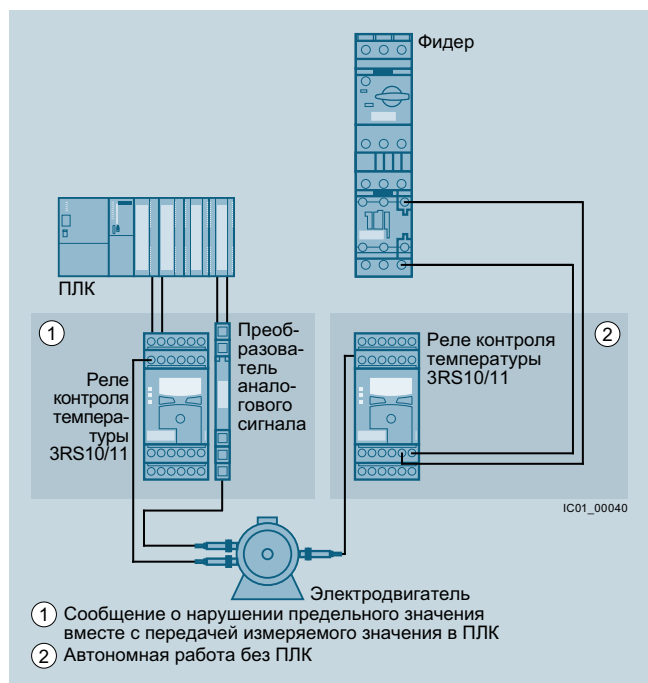 Фидер
ПЛК
1
Реле
контроля
темпера-
туры
3RS10/11
Преоб-
разова-
тель
анало-
гового
сигнала
Реле контроля
температуры
3RS10/11
2
IC01_00040
Электродвигатель
1 Сообщение о нарушении предельного значения
вместе с передачей измеряемого значения в ПЛК
2 Автономная работа без ПЛК